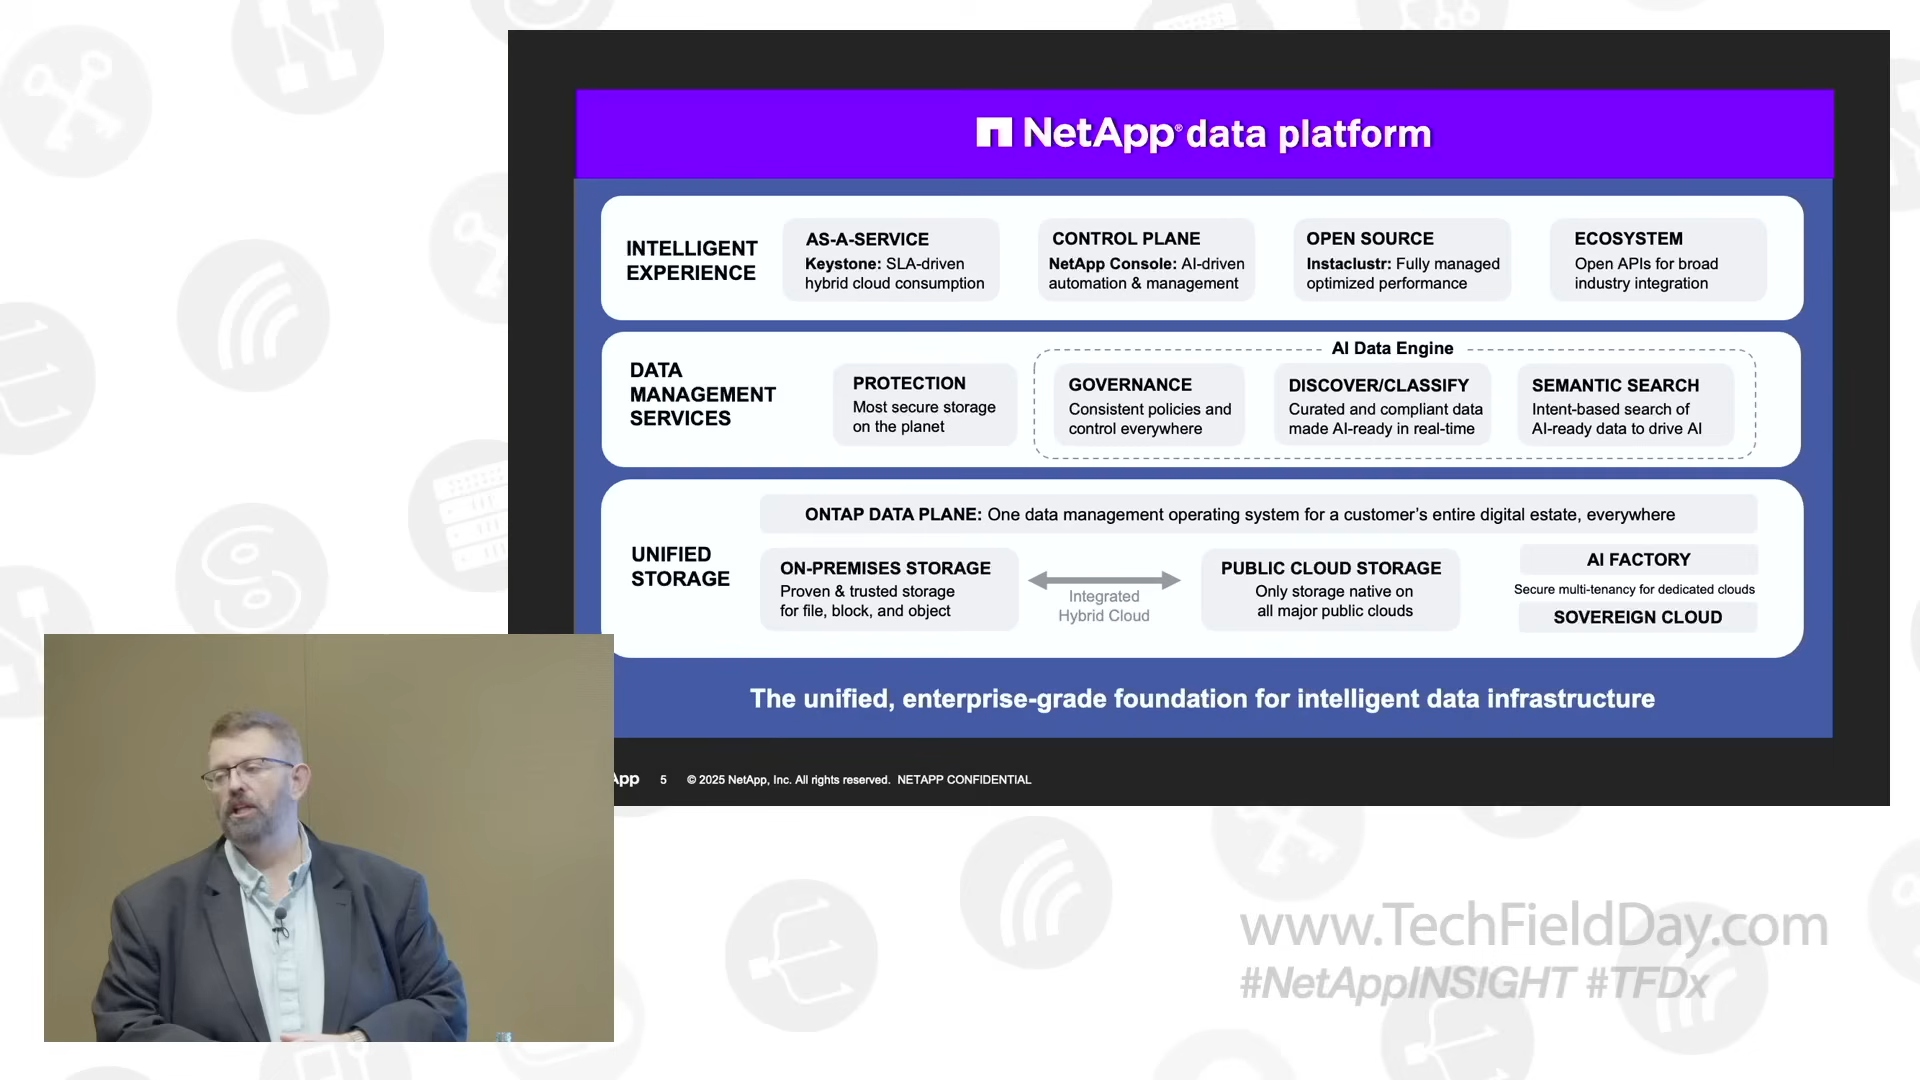 NetApp® data platform
INTELLIGENT
EXPERIENCE
AS-A-SERVICE
Keystone: SLA-driven
hybrid cloud consumption
CONTROL PLANE
NetApp Console: AI-driven
automation & management
OPEN SOURCE
Instaclustr: Fully managed
optimized performance
ECOSYSTEM
Open APIs for broad
industry integration
DATA
MANAGEMENT
SERVICES
PROTECTION
Most secure storage
on the planet
AI Data Engine
GOVERNANCE
Consistent policies and
control everywhere
DISCOVER/CLASSIFY
Curated and compliant data
made AI-ready in real-time
SEMANTIC SEARCH
Intent-based search of
AI-ready data to drive AI
UNIFIED
STORAGE
ONTAP DATA PLANE: One data management operating system for a customer's entire digital estate, everywhere
ON-PREMISES STORAGE
Proven & trusted storage
for file, block, and object
Integrated
Hybrid Cloud
PUBLIC CLOUD STORAGE
Only storage native on
all major public clouds
AI FACTORY
Secure multi-tenancy for dedicated clouds
SOVEREIGN CLOUD
The unified, enterprise-grade foundation for intelligent data infrastructure
App 5 © 2025 NetApp, Inc. All rights reserved. NETAPP CONFIDENTIAL
www.TechFieldDay.com
#NetAppINSIGHT #TFDx